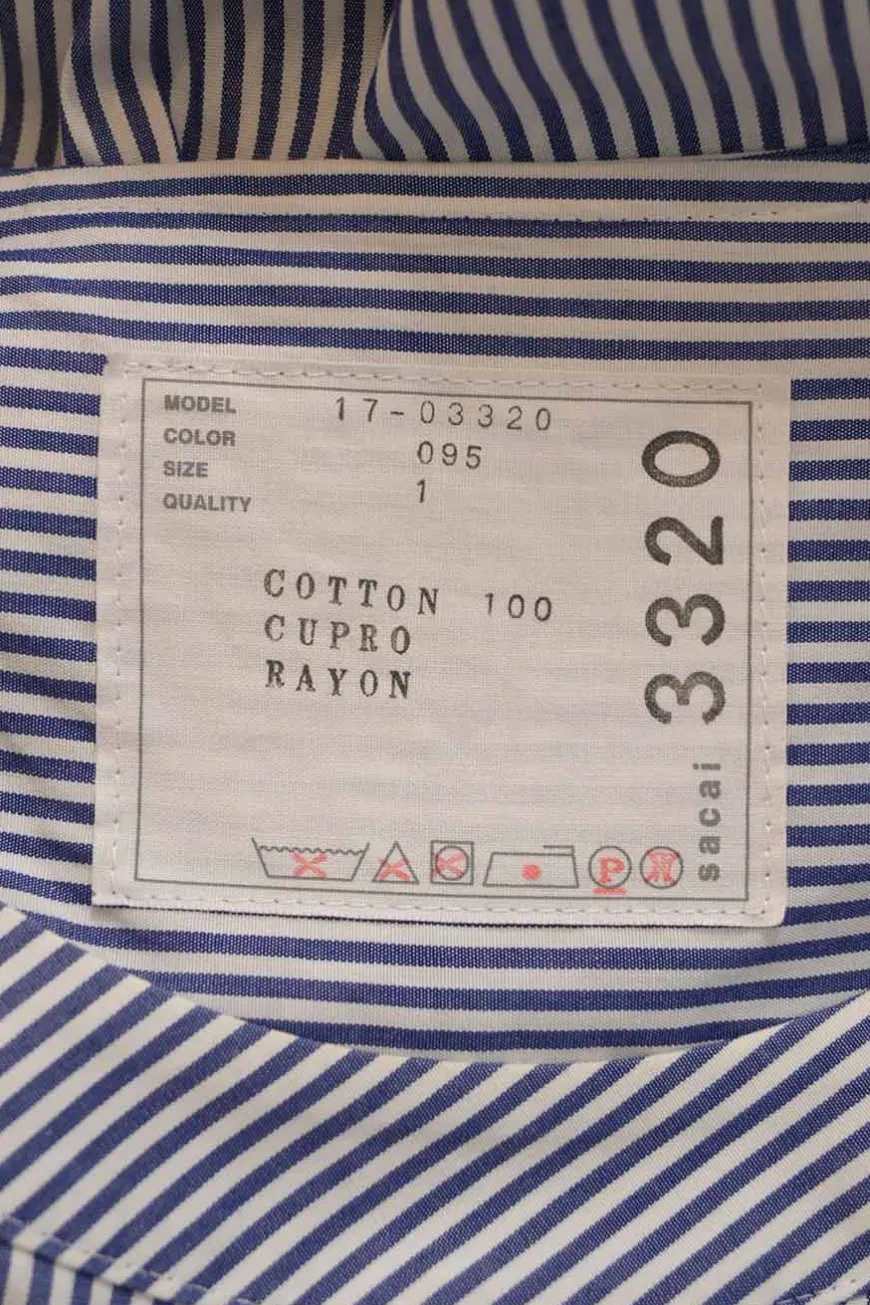 MODEL 17-03320
COLOR 095
SIZE 1
QUALITY
COTTON 100
CUPRO
RAYON
P
W
sacai 3320